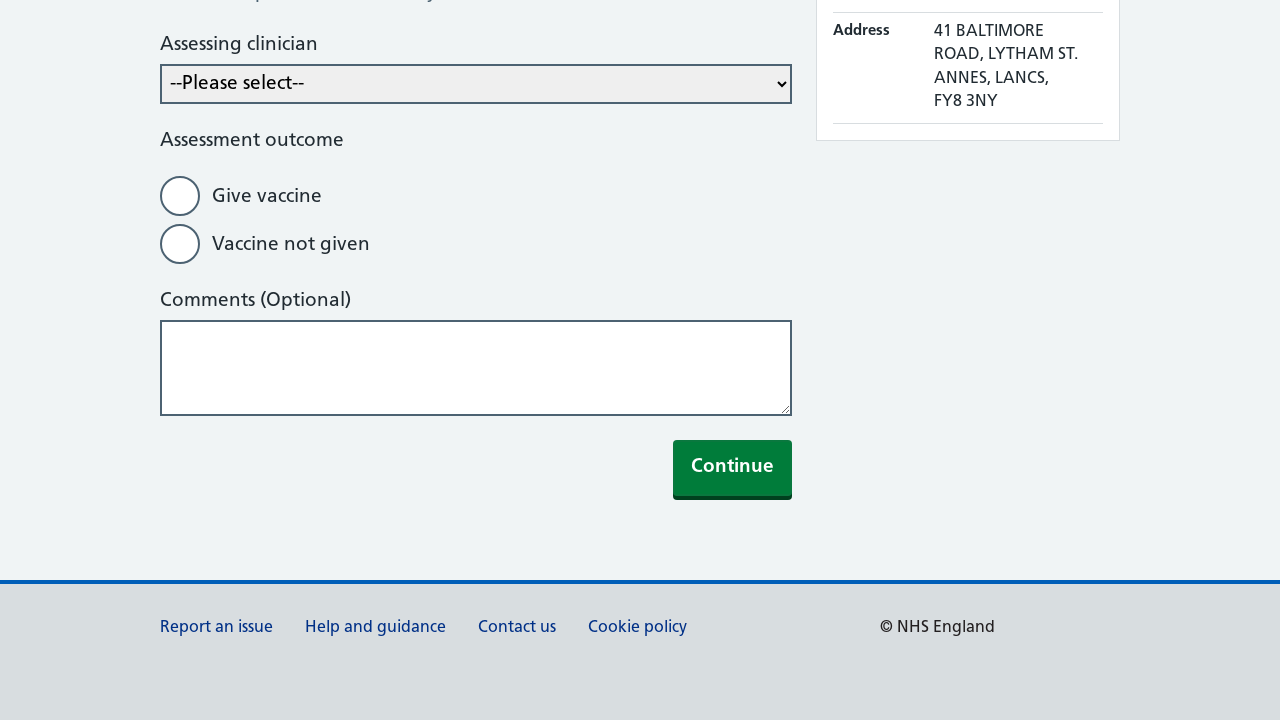 Assessing clinician
--Please select--
Assessment outcome
Give vaccine
Vaccine not given
Comments (Optional)
Continue
Address
41 BALTIMORE
ROAD, LYTHAM ST.
ANNES, LANCS,
FY8 3NY
Report an issue
Help and guidance
Contact us
Cookie policy
© NHS England